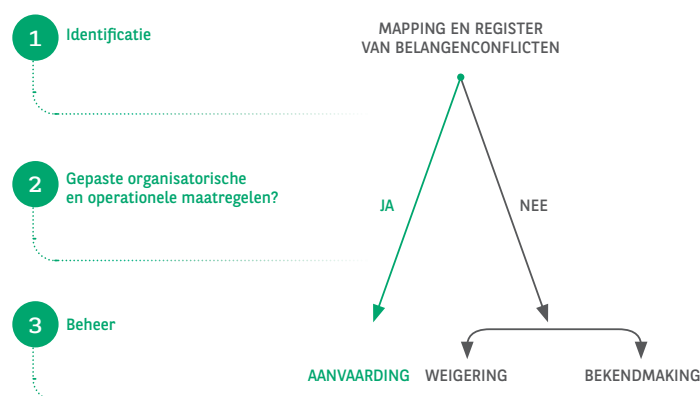 1
Identificatie
MAPPING EN REGISTER
VAN BELANGENCONFLICTEN
2
Gepaste organisatorische
en operationele maatregelen?
JA
NEE
3
Beheer
AANVAARDING
WEIGERING
BEKENDMAKING